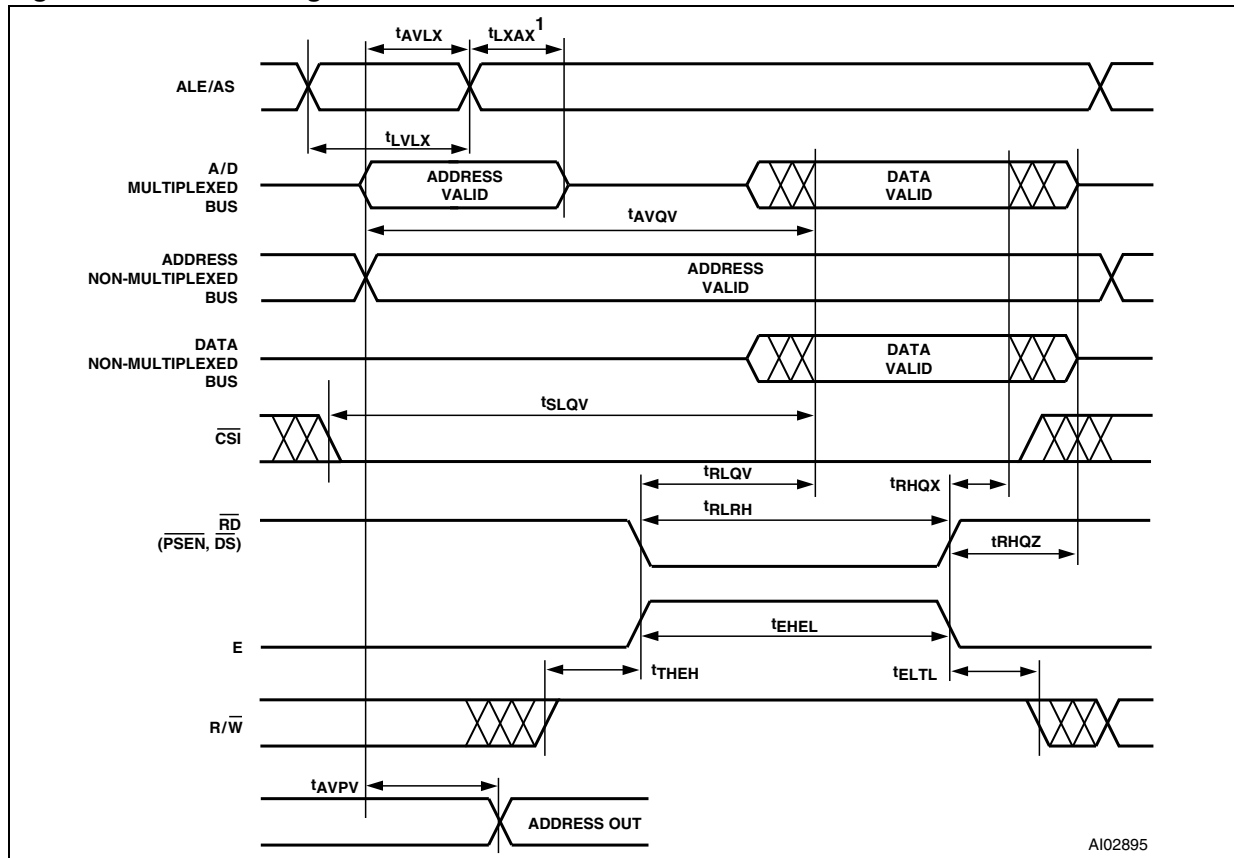 tAVLX
tLXAX1
ALE/AS
tLVLX
A/D
MULTIPLEXED
BUS
ADDRESS
VALID
DATA
VALID
tAVQV
ADDRESS
NON-MULTIPLEXED
BUS
ADDRESS
VALID
DATA
NON-MULTIPLEXED
BUS
DATA
VALID
tSLQV
CSI
tRLQV
tRHQX
tRLRH
RD
(PSEN, DS)
tRHQZ
tEHEL
E
tTHEH
tELTL
R/W
tAVPV
ADDRESS OUT
AI02895